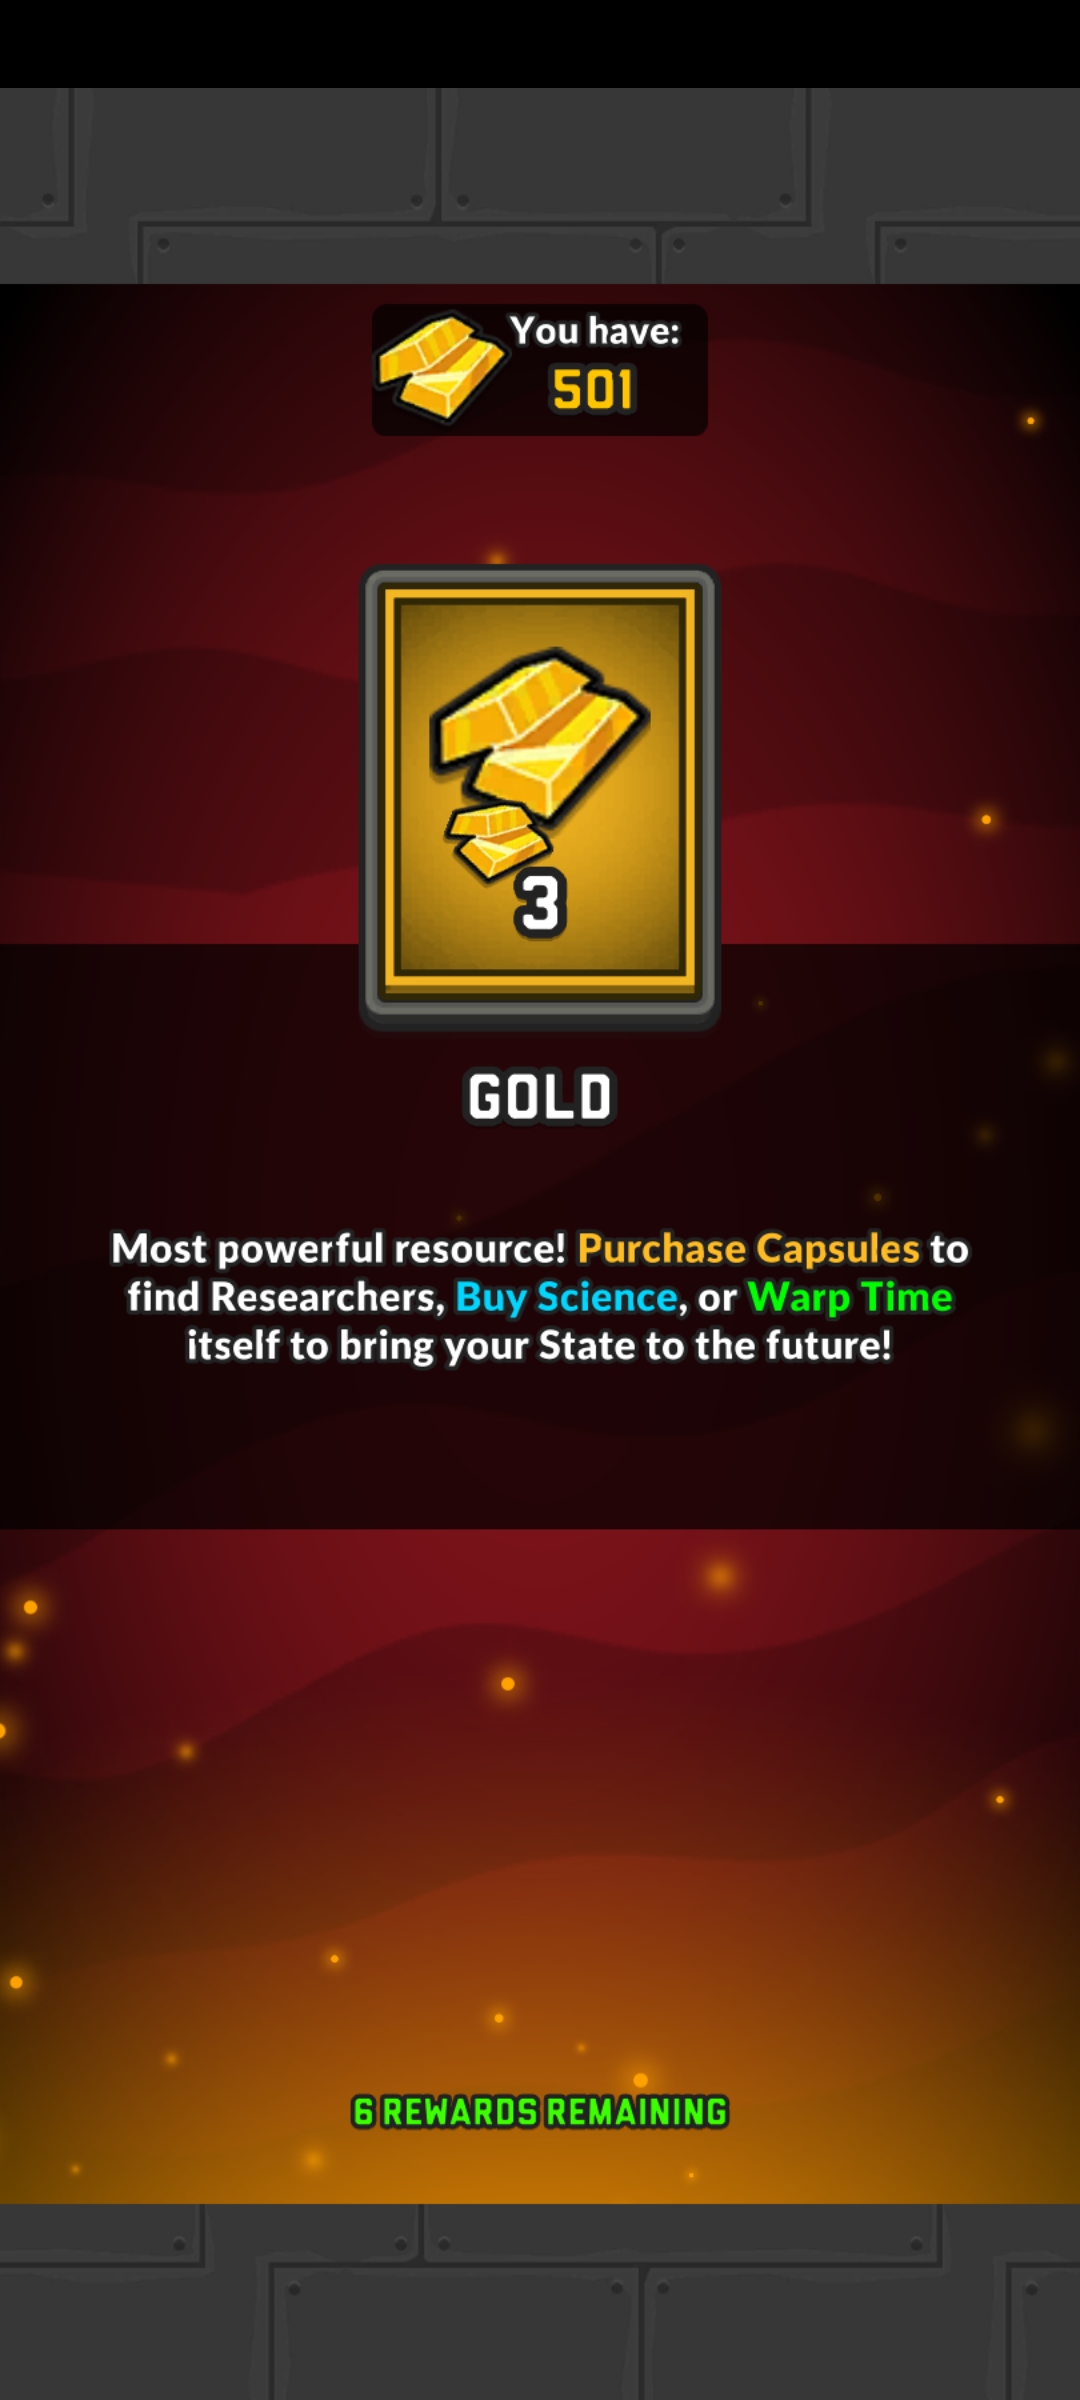 You have:
501
3
GOLD
Most powerful resource! Purchase Capsules to
find Researchers, Buy Science, or Warp Time
itself to bring your State to the future!
6 REWARDS REMAINING